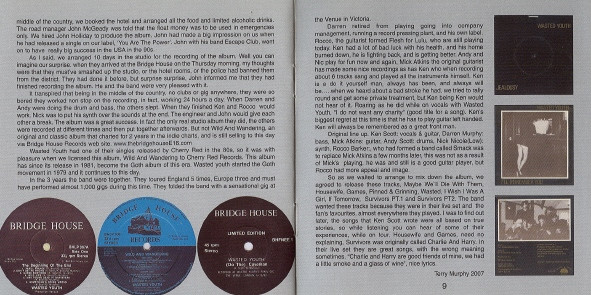 middle of the country, we booked the hotel and arranged all the food and limited alcoholic drinks.
The road manager John McGeady was told that the float money was to be used in emergencies
only. We hired John Holliday to produce the album. John had made a big impression on us when
he had released a single on our label, 'You Are The Power'. John with his band Escape Club, went
on to have really big success in the USA in the 90s.
As I said, we arranged 10 days in the studio for the recording of the album. Well you can
imagine our surprise, when they arrived at the Bridge House on the Thursday morning, my thoughts
were that they must've smashed up the studio, or the hotel rooms, or the police had banned them
from the district. They had done it before, but surprise surprise, John informed me that they had
finished recording the album. He and the band were very pleased with it.
It transpired that being in the middle of the country, no clubs or gig anywhere, they were so
bored they worked non stop on the recording, in fact, working 24 hours a day. When Darren and
Andy were doing the drum and bass, the others slept. When they finished Ken and Rocco would
work. Nick was to put his synth over the sounds at the end. The engineer and John would give each
other a break. The album was a great success. In fact the only real studio album they did, the others
were recorded at different times and then put together afterwards. But not Wild And Wandering, an
original and classic album that charted for 2 years in the indie charts, and is still selling to this day
via Bridge House Records web site. www.thebridgehousee16.com
Wasted Youth had one of their singles released by Cherry Red in the 80s, so it was with
pleasure when we licensed this album, Wild and Wandering to Cherry Red Records. This album
has since its release in 1981, become the Goth album of this era. Wasted youth started the Goth
movement in 1979 and it continues to this day.
In the 3 years the band were together. They toured England 5 times, Europe three and must
have performed almost 1,000 gigs during this time. They folded the band with a sensational gig at
BRIDGE HOUSE
WASTED YOUTH
BRIDGE HOUSE
RECORDS
WILD AND WANDERING
BRIDGE HOUSE
LIMITED EDITION
45 rpm
Stereo
WASTED YOUTH
the Venue in Victoria.
Darren retired from playing going into company
management, running a record pressing plant, and his own label.
Rocco, the guitarist formed Flesh for Lulu, who are still playing
today. Ken had a lot of bad luck with his health, and his home
burned down, he is fighting back, and is getting better. Andy and
Nic play for fun now and again. Mick Atkins the original guitarist
has made some nice recordings as has Ken who when recording
about 6 tracks sang and played all the instruments himself. Ken
is a do it yourself man, always has been, and always will
be.....when we heard about a bad stroke he had, we tried to rally
round and get some private treatment, but Ken being Ken would
not hear of it. Roaring as he did while on vocals with Wasted
Youth, "I do not want any charity" (good title for a song). Ken's
biggest regret at this time is that he has to play guitar left handed.
Ken will always be remembered as a great front man.
Original line up. Ken Scott: vocals & guitar, Darren Murphy:
bass, Mick Atkins: guitar, Andy Scott: drums, Nick Nicole(Lew):
synth, Rocco Barker:, who had formed a band called Smack was
to replace Mick Atkins a few months later, this was not as a result
of Mick's playing, he was and still is a good guitar player, but
Rocco had more appeal and image.
So as we waited to arrange to mix down the album, we
agreed to release these tracks, Maybe We'll Die With Them,
Housewife, Games, Pinned & Grinning, Wasted, I Wish I Was A
Girl, If Tomorrow, Survivors PT.1 and Survivors PT2. The band
wanted these tracks because they were in their live set and the
fan's favourites, almost everywhere they played. I was to find out
later, the songs that Ken Scott wrote were all based on true
stories, so while listening you can hear of some of their
experiences, while on tour. Housewife and Games, need no
explaining, Survivors was originally called Charlie And Harry. In
their live set they are great songs, with the wrong meaning
sometimes. "Charlie and Harry are good friends of mine, we had
a little smoke and a glass of wine", nice lyrics.
Terry Murphy 2007
9
WASTED YOUTH
JEALOUSY